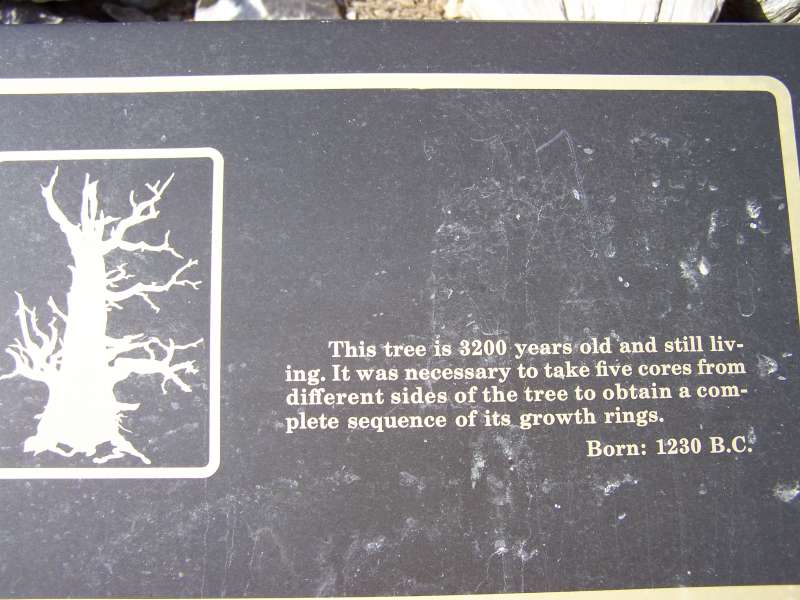 This tree is 3200 years old and still liv-
ing. It was necessary to take five cores from
different sides of the tree to obtain a com-
plete sequence of its growth rings.
Born: 1230 B.C.